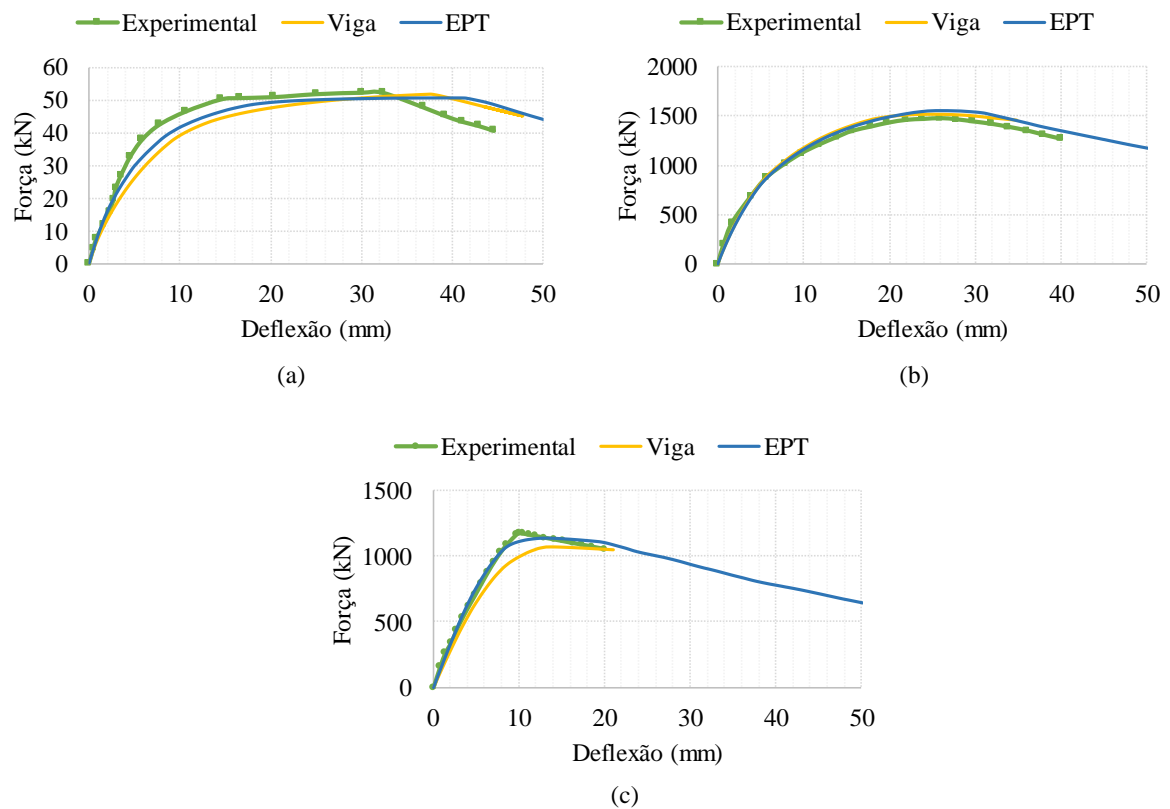 Experimental Viga EPT
60
50
40
30
20
10
0
Força (kN)
0 10 20 30 40 50
Deflexão (mm)
(a)
Experimental Viga EPT
2000
1500
1000
500
0
Força (kN)
0 10 20 30 40 50
Deflexão (mm)
(b)
Experimental Viga EPT
1500
1000
500
0
Força (kN)
0 10 20 30 40 50
Deflexão (mm)
(c)